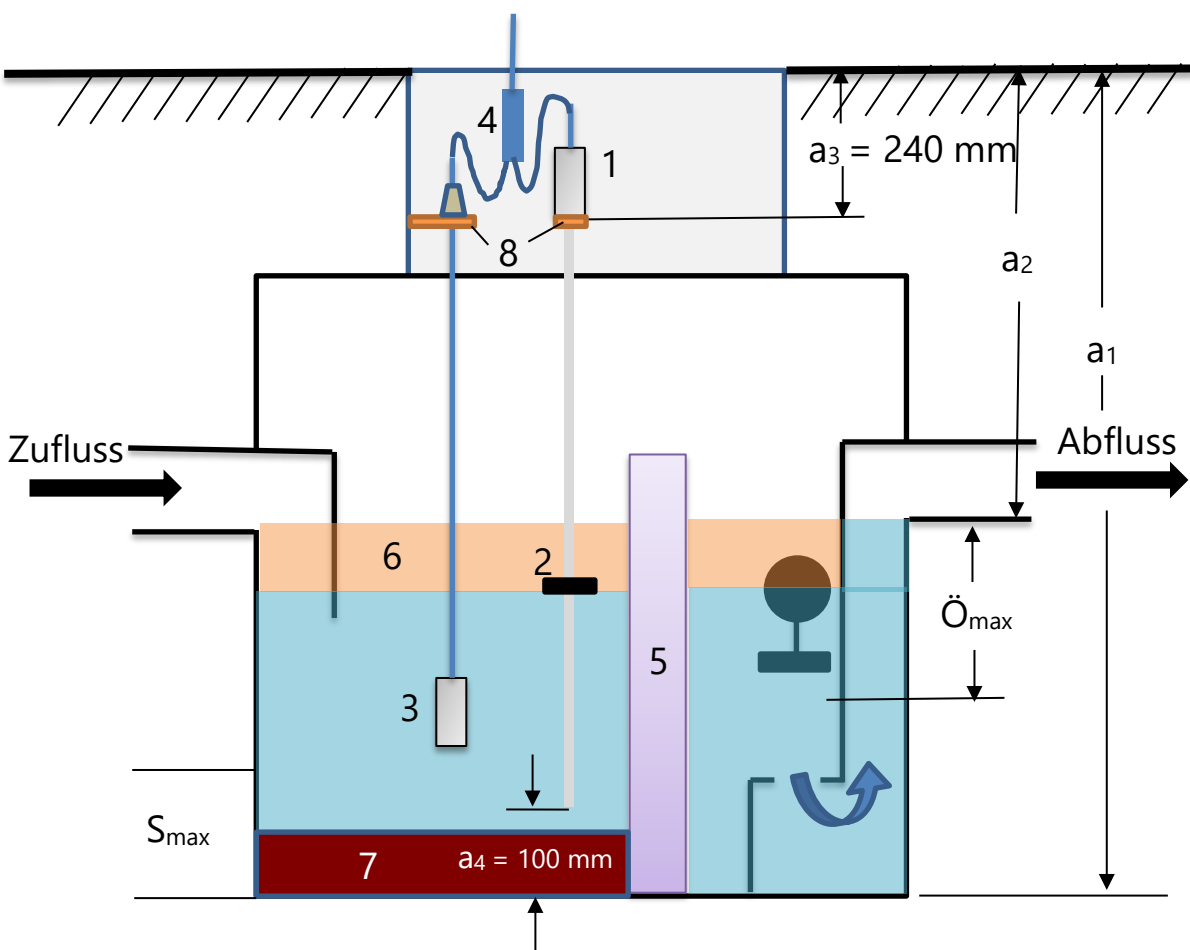 4
1
a₃ = 240 mm
8
a₂
a₁
Zufluss
Abfluss
6
2
Öₘₐₓ
5
3
Sₘₐₓ
7
a₄ = 100 mm